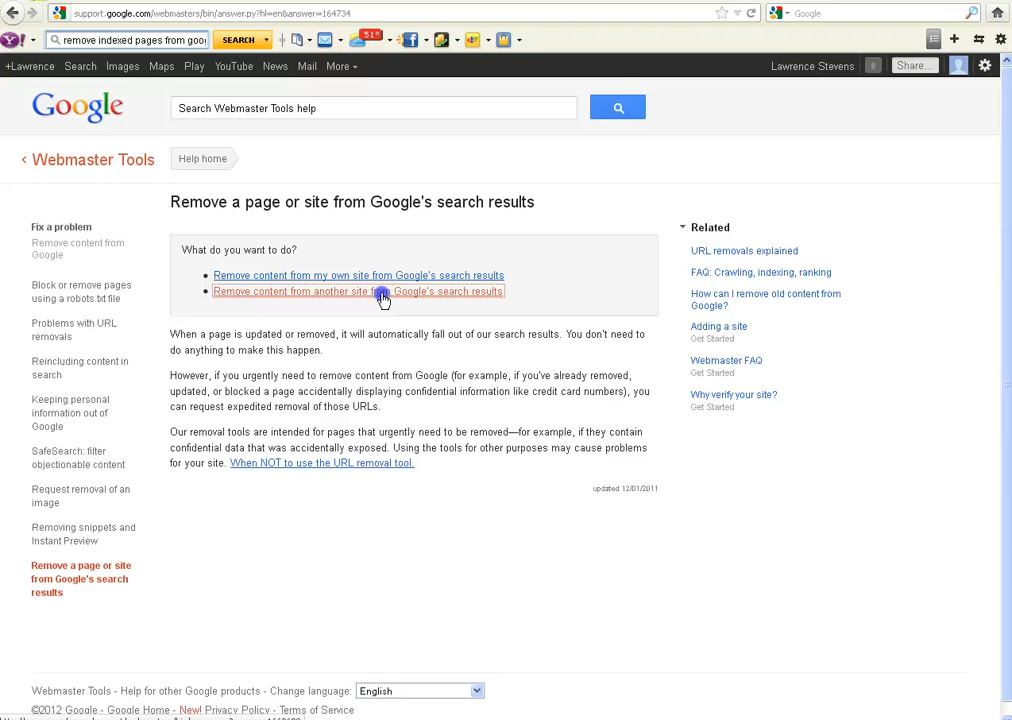 support.google.com/webmasters/bin/answer.py?hl=en&answer=164734
Google
remove indexed pages from goog
SEARCH
51°
+Lawrence Search Images Maps Play YouTube News Mail More
Lawrence Stevens 0 Share...
Google
Search Webmaster Tools help
‹ Webmaster Tools
Help home
Remove a page or site from Google's search results
Fix a problem
Remove content from
Google
Block or remove pages
using a robots.txt file
Problems with URL
removals
Reincluding content in
search
Keeping personal
information out of
Google
SafeSearch: filter
objectionable content
Request removal of an
image
Removing snippets and
Instant Preview
Remove a page or site
from Google's search
results
What do you want to do?
• Remove content from my own site from Google's search results
• Remove content from another site from Google's search results
When a page is updated or removed, it will automatically fall out of our search results. You don't need to
do anything to make this happen.
However, if you urgently need to remove content from Google (for example, if you've already removed,
updated, or blocked a page accidentally displaying confidential information like credit card numbers), you
can request expedited removal of those URLs.
Our removal tools are intended for pages that urgently need to be removed—for example, if they contain
confidential data that was accidentally exposed. Using the tools for other purposes may cause problems
for your site. When NOT to use the URL removal tool.
updated 12/01/2011
Related
URL removals explained
FAQ: Crawling, indexing, ranking
How can I remove old content from
Google?
Adding a site
Get Started
Webmaster FAQ
Get Started
Why verify your site?
Get Started
Webmaster Tools - Help for other Google products - Change language: English
©2012 Google - Google Home - New! Privacy Policy - Terms of Service